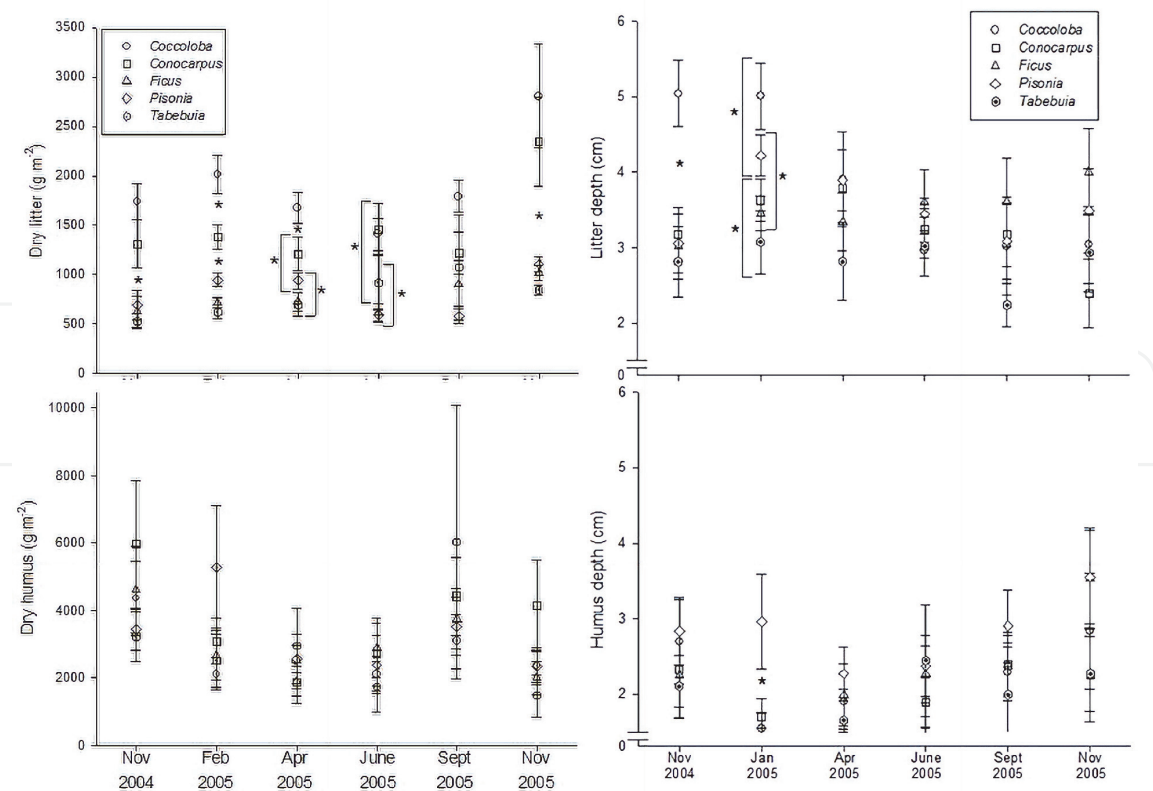 3500
3000
2500
2000
1500
1000
500
0
Dry litter (g m⁻²)
Coccoloba
Conocarpus
Ficus
Pisonia
Tabebuia
*
*
*
*
*
*
*
*
*
6
5
4
3
2
0
Litter depth (cm)
Coccoloba
Conocarpus
Ficus
Pisonia
Tabebuia
*
*
*
*
10000
8000
6000
4000
2000
0
Dry humus (g m⁻²)
Nov Feb Apr June Sept Nov
2004 2005 2005 2005 2005 2005
6
5
4
3
2
0
Humus depth (cm)
*
Nov Jan Apr June Sept Nov
2004 2005 2005 2005 2005 2005